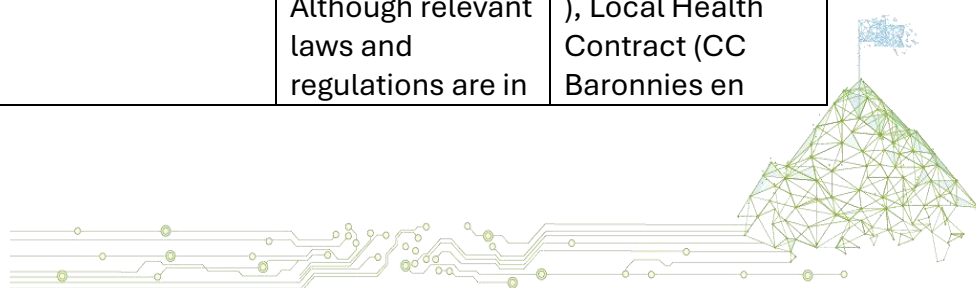 Although relevant
laws and
regulations are in
), Local Health
Contract (CC
Baronnies en